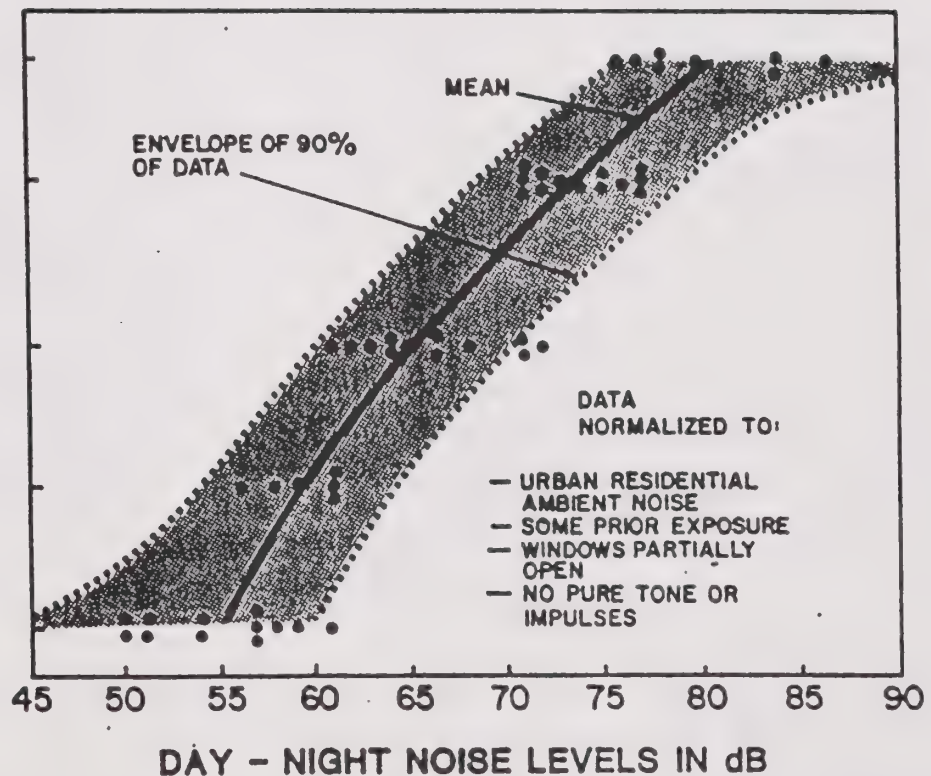 MEAN
ENVELOPE OF 90%
OF DATA
DATA
NORMALIZED TO:
— URBAN RESIDENTIAL
AMBIENT NOISE
— SOME PRIOR EXPOSURE
— WINDOWS PARTIALLY
OPEN
— NO PURE TONE OR
IMPULSES
45 50 55 60 65 70 75 80 85 90
DAY – NIGHT NOISE LEVELS IN dB